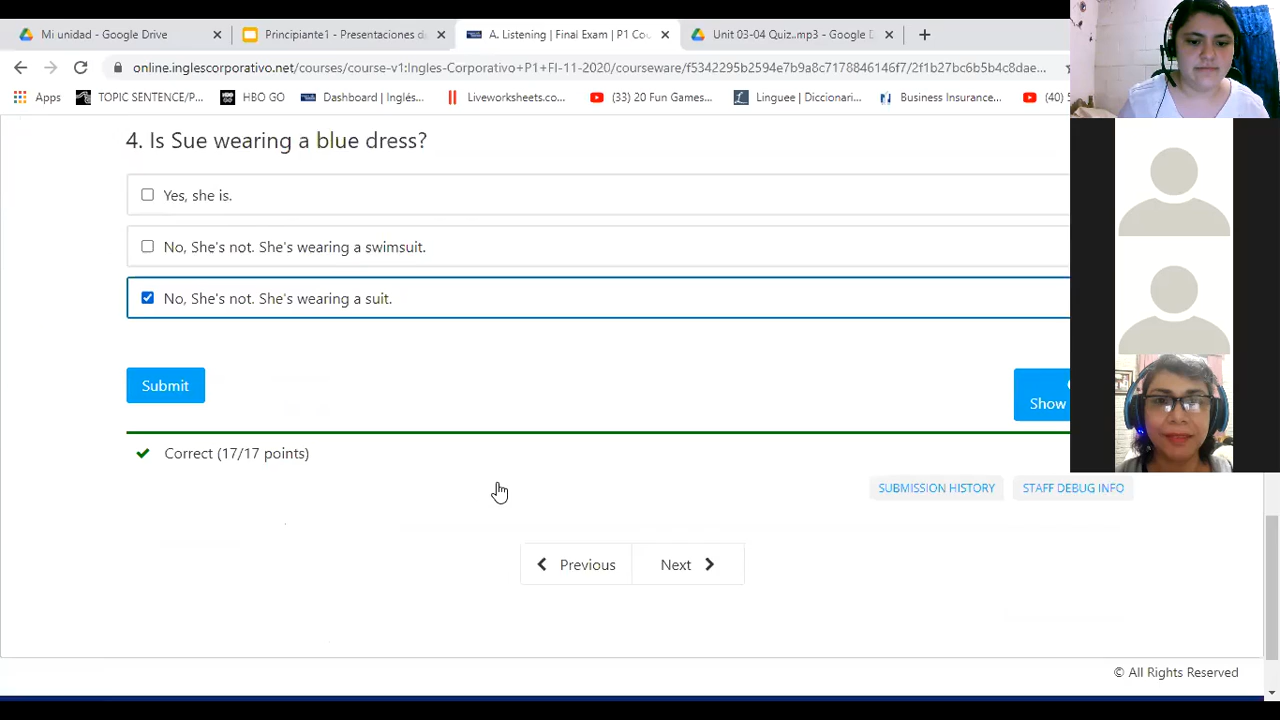 Mi unidad - Google Drive
Principiante1 - Presentaciones d
A. Listening | Final Exam | P1 Cou
Unit 03-04 Quiz..mp3 - Google D
online.inglescorporativo.net/courses/course-v1:Ingles-Corporativo+P1+FI-11-2020/courseware/f5342295b2594e7b9a8c7178846146f7/2f1b27bc6b5b4c8dae...
Apps
TOPIC SENTENCE/P...
HBO GO
Dashboard | Inglés...
Liveworksheets.co...
(33) 20 Fun Games...
Linguee | Diccionari...
Business Insurance...
(40) 5
4. Is Sue wearing a blue dress?
Yes, she is.
No, She's not. She's wearing a swimsuit.
No, She's not. She's wearing a suit.
Submit
Show
Correct (17/17 points)
SUBMISSION HISTORY
STAFF DEBUG INFO
Previous
Next
© All Rights Reserved